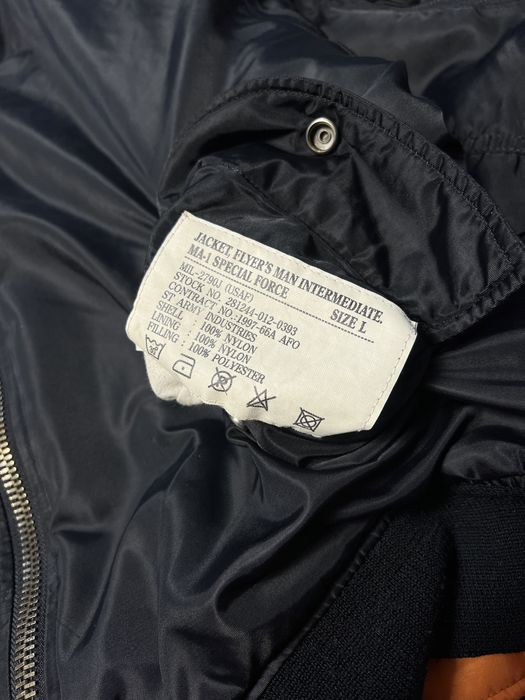 JACKET, FLYER'S MAN INTERMEDIATE,
MA-1 SPECIAL FORCE
SIZE L
MIL-2790J (USAF)
STOCK NO. 281244-012-0393
CONTRACT NO.:1997-66A AFO
ST ARMY INDUSTRIES
SHELL : 100% NYLON
LINING : 100% NYLON
FILLING : 100% POLYESTER